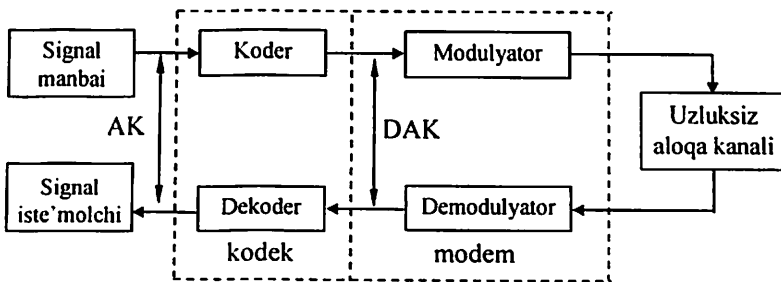 Signal
manbai
Koder
Modulyator
Uzluksiz
aloqa kanali
AK
DAK
Signal
iste’molchi
Dekoder
Demodulyator
kodek
modem